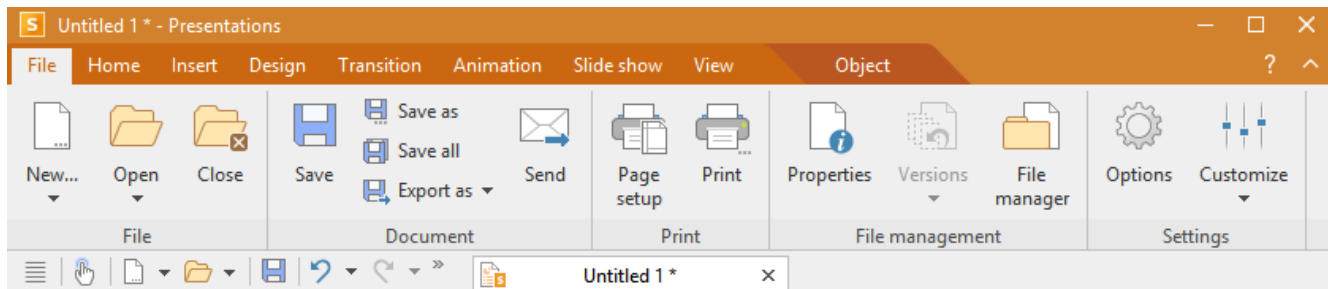 S Untitled 1 * - Presentations
File Home Insert Design Transition Animation Slide show View Object ?
New... Open Close Save Save as Save all Export as Send Page setup Print Properties Versions File manager Options Customize
File Document Print File management Settings
Untitled 1 *